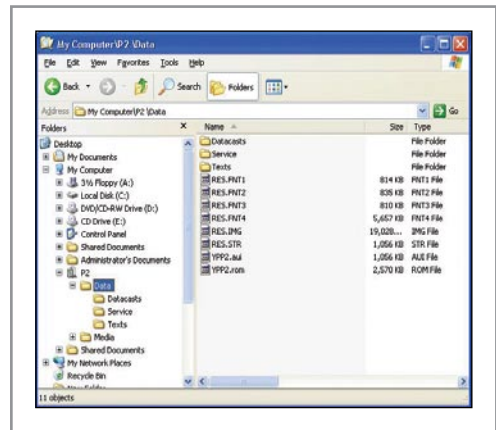 My Computer\P2 \Data
File Edit View Favorites Tools Help
Back Search Folders
Address My Computer\P2 \Data Go
Folders X Name Size Type
Desktop
My Documents
My Computer
3½ Floppy (A:)
Local Disk (C:)
DVD/CD-RW Drive (D:)
CD Drive (E:)
Control Panel
Shared Documents
Administrator's Documents
P2
Data
Datacasts
Service
Texts
Media
Shared Documents
My Network Places
Recycle Bin
Datacasts File Folder
Service File Folder
Texts File Folder
RES.FNT1 814 KB FNT1 File
RES.FNT2 835 KB FNT2 File
RES.FNT3 810 KB FNT3 File
RES.FNT4 5,657 KB FNT4 File
RES.IMG 19,028... IMG File
RES.STR 1,056 KB STR File
YPP2.aui 1,056 KB AUI File
YPP2.rom 2,570 KB ROM File
11 objects